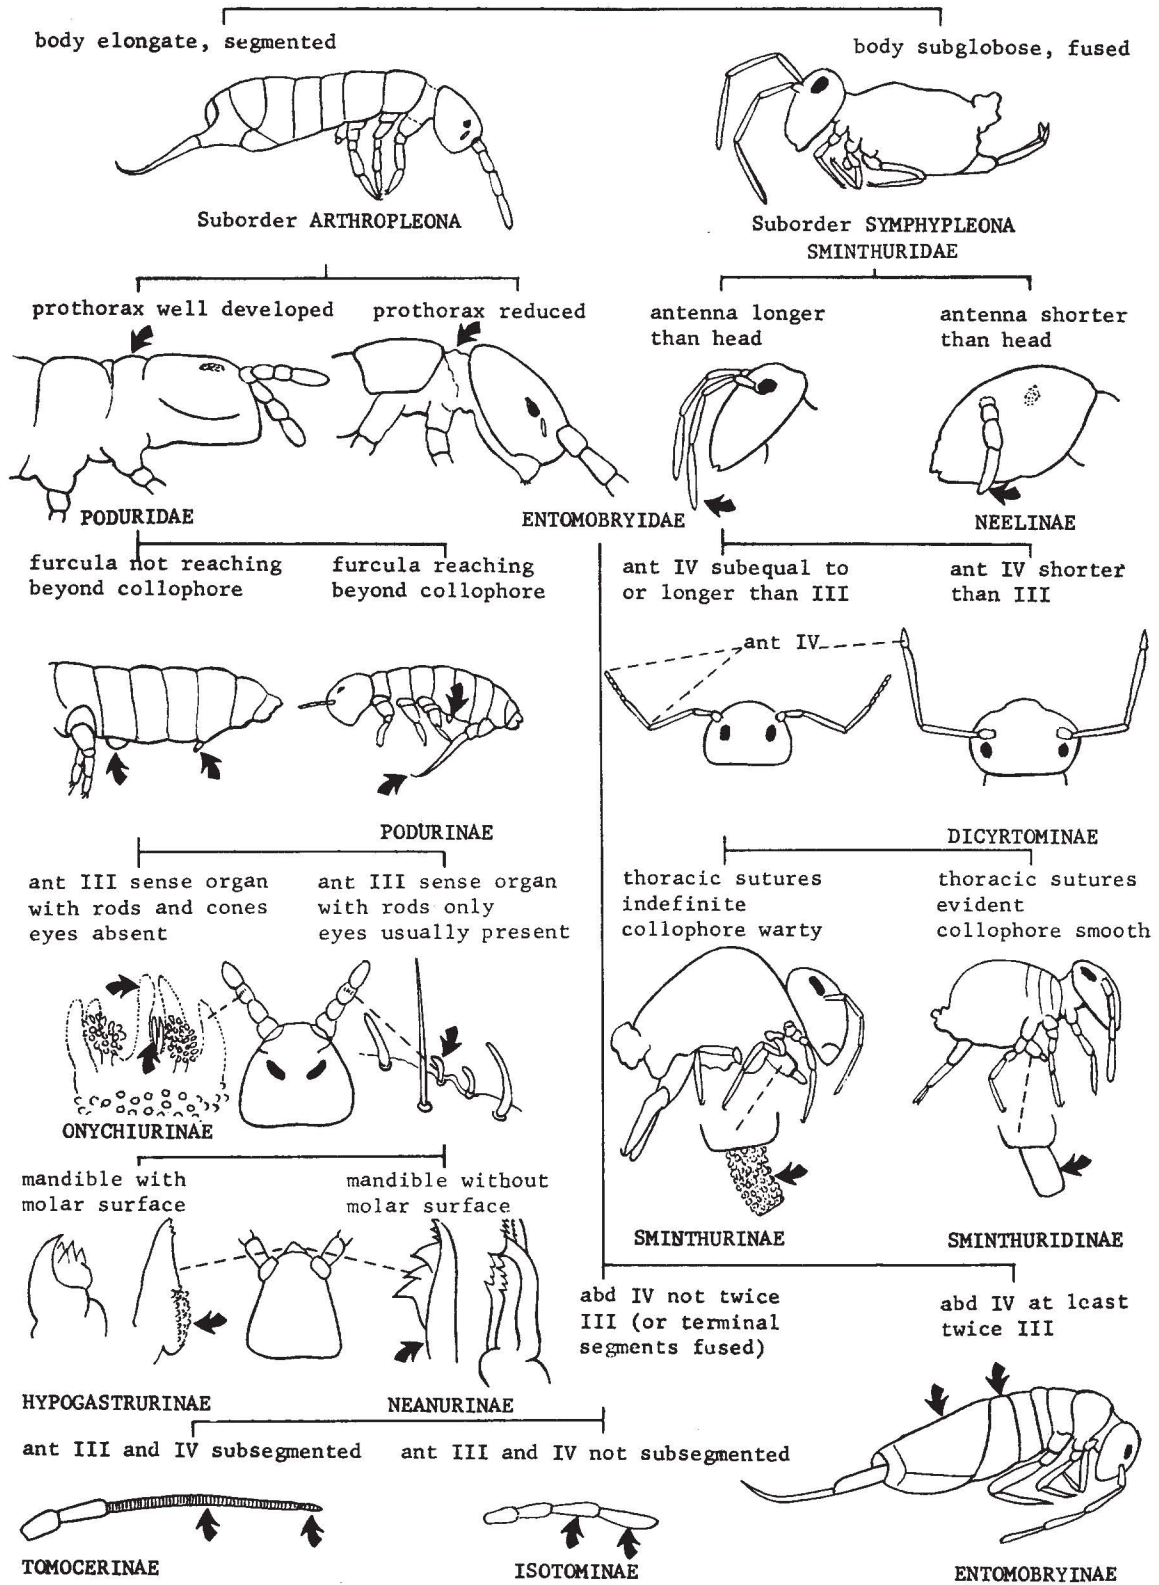 body elongate, segmented
body subglobose, fused
Suborder ARTHROPLEONA
Suborder SYMPHYPLEONA
SMINTHURIDAE
prothorax well developed
prothorax reduced
antenna longer
than head
antenna shorter
than head
PODURIDAE
ENTOMOBRYIDAE
NEELINAE
furcula not reaching
beyond collophore
furcula reaching
beyond collophore
ant IV subequal to
or longer than III
ant IV shorter
than III
ant IV
PODURINAE
DICYRTOMINAE
ant III sense organ
with rods and cones
eyes absent
ant III sense organ
with rods only
eyes usually present
thoracic sutures
indefinite
collophore warty
thoracic sutures
evident
collophore smooth
ONYCHIURINAE
mandible with
molar surface
mandible without
molar surface
SMINTHURINAE
SMINTHURIDINAE
abd IV not twice
III (or terminal
segments fused)
abd IV at least
twice III
HYPOGASTRURINAE
NEANURINAE
ant III and IV subsegmented
ant III and IV not subsegmented
TOMOCERINAE
ISOTOMINAE
ENTOMOBRYINAE